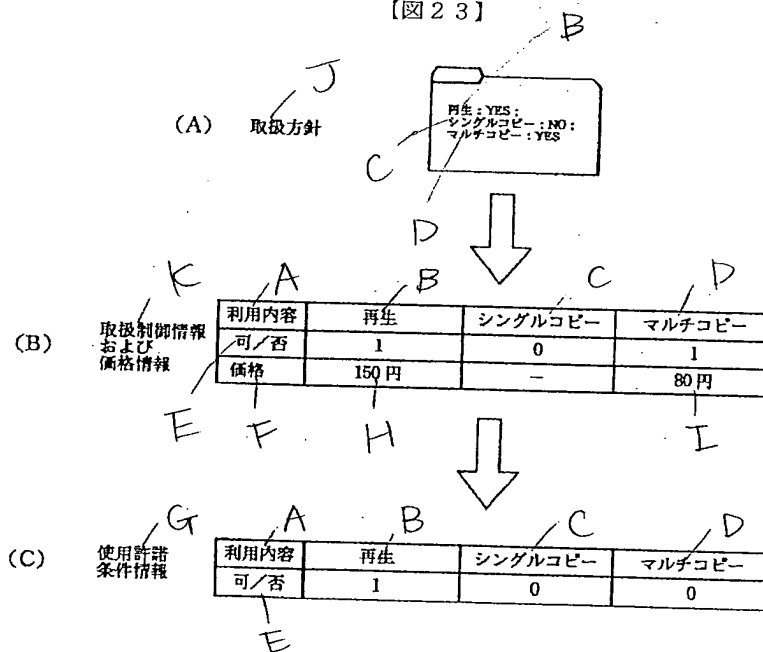 【図23】
B
J
(A) 取扱方針
再生：YES；
シングルコピー：NO；
マルチコピー：YES
C
D
K A B C D
(B) 取扱制御情報
および
価格情報
利用内容 再生 シングルコピー マルチコピー
可／否 1 0 1
価格 150円 － 80円
E F H I
G A B C D
(C) 使用許諾
条件情報
利用内容 再生 シングルコピー マルチコピー
可／否 1 0 0
E